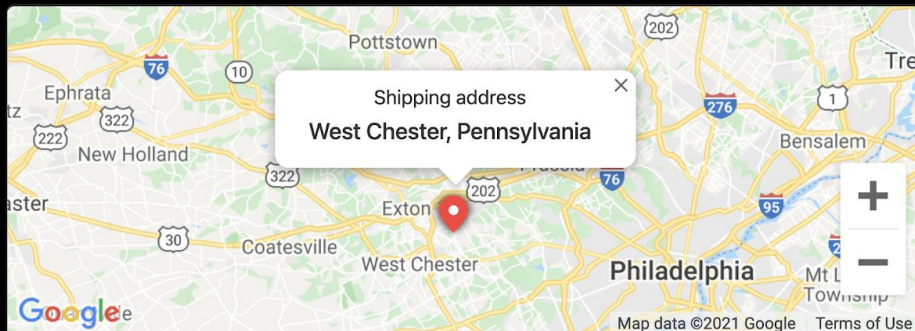 202
Pottstown
Tre
76
10
Shipping address
Ephrata
276
1
tz
322
West Chester, Pennsylvania
222
Bensalem
New Holland
322
76
202
aster
Exton
95
30
Coatesville
West Chester
Philadelphia
Mt L
Township
Google
Map data ©2021 Google Terms of Use